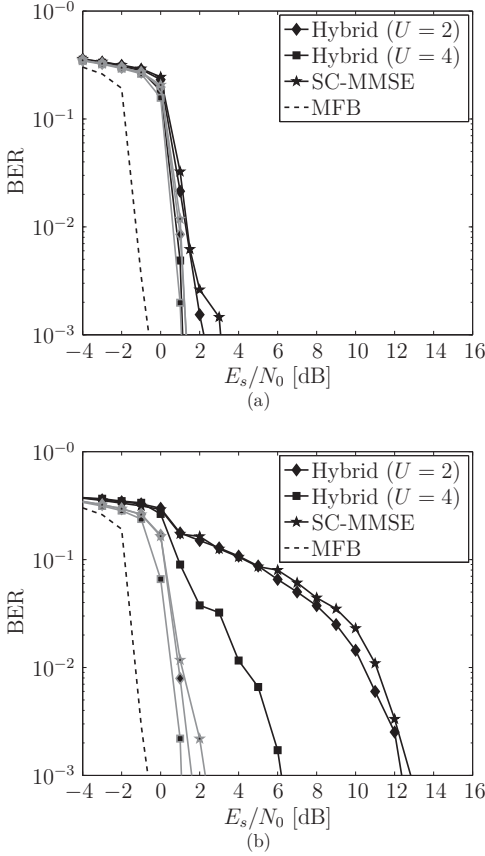 10⁻⁰
Hybrid (U = 2)
Hybrid (U = 4)
SC-MMSE
MFB
10⁻¹
BER
10⁻²
10⁻³
−4 −2 0 2 4 6 8 10 12 14 16
E_s/N_0 [dB]
(a)
10⁻⁰
Hybrid (U = 2)
Hybrid (U = 4)
SC-MMSE
MFB
10⁻¹
BER
10⁻²
10⁻³
−4 −2 0 2 4 6 8 10 12 14 16
E_s/N_0 [dB]
(b)